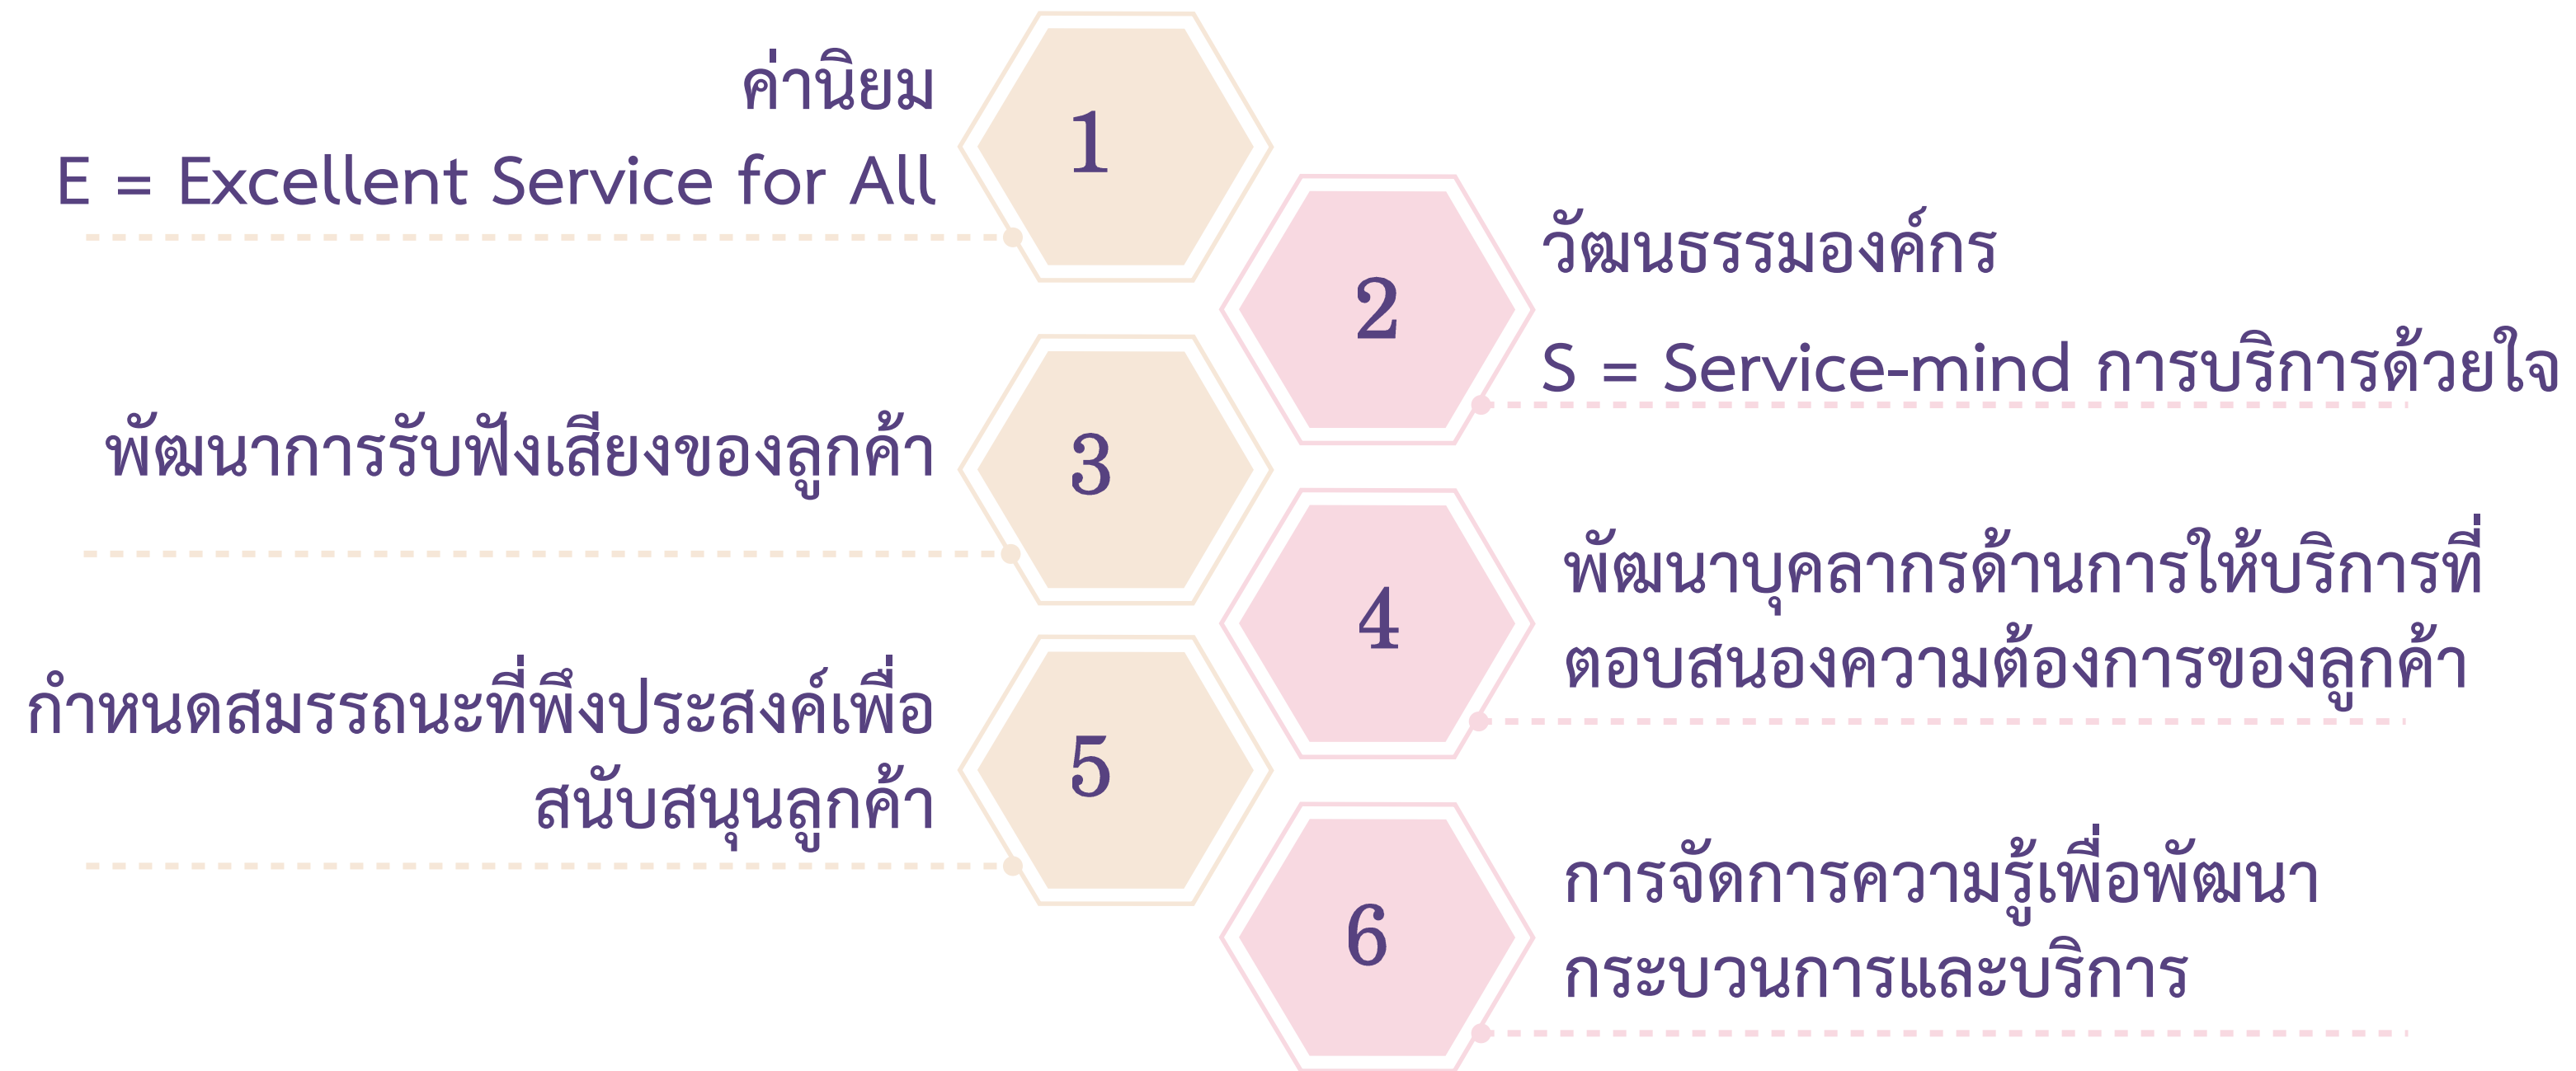 ค่านิยม
E = Excellent Service for All
1
2
วัฒนธรรมองค์กร
S = Service-mind การบริการด้วยใจ
พัฒนาการรับฟังเสียงของลูกค้า
3
4
พัฒนาบุคลากรด้านการให้บริการที่
ตอบสนองความต้องการของลูกค้า
กำหนดสมรรถนะที่พึงประสงค์เพื่อ
สนับสนุนลูกค้า
5
6
การจัดการความรู้เพื่อพัฒนา
กระบวนการและบริการ